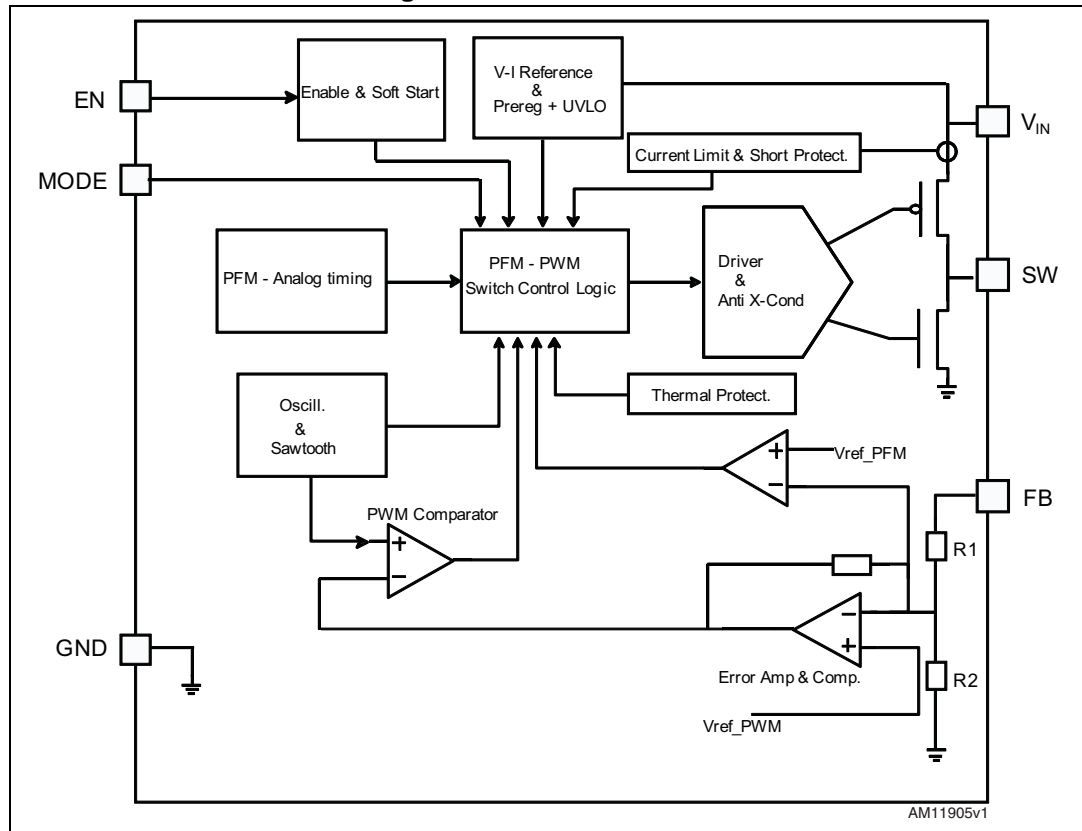 EN
MODE
GND
Enable & Soft Start
V-I Reference
&
Prereg + UVLO
Current Limit & Short Protect.
VIN
SW
FB
PFM - Analog timing
PFM - PWM
Switch Control Logic
Driver
&
Anti X-Cond
Oscill.
&
Sawtooth
Thermal Protect.
+
−
Vref_PFM
PWM Comparator
+
−
R1
−
+
Error Amp & Comp.
R2
Vref_PWM
AM11905v1